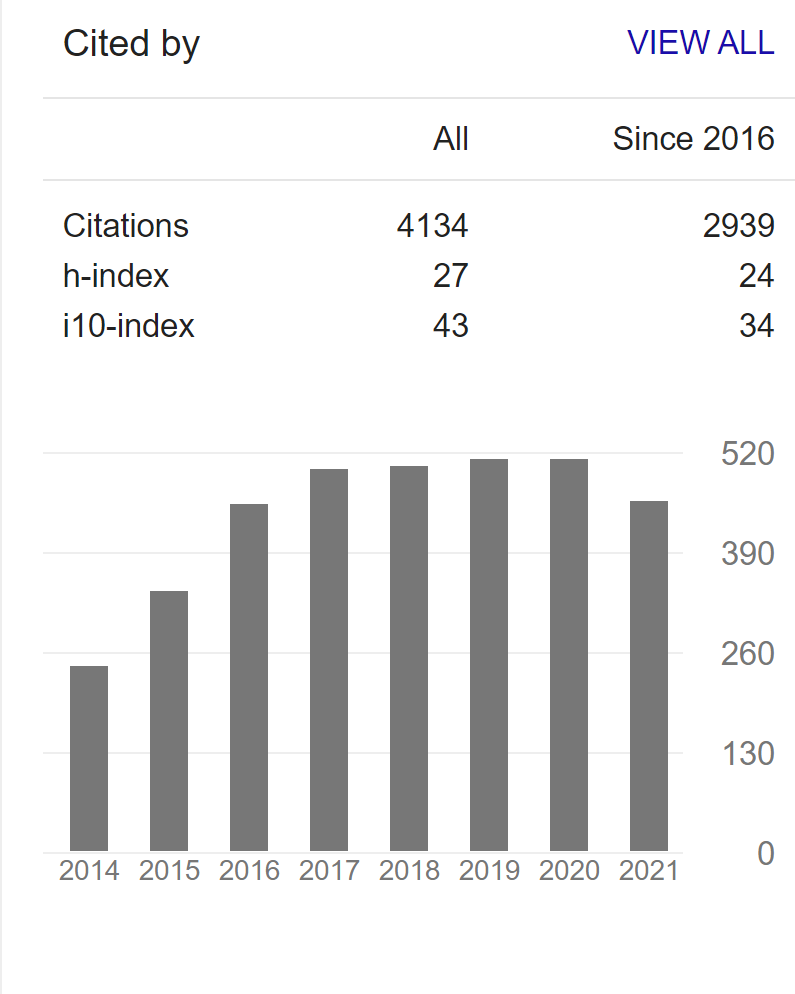 Cited by VIEW ALL
All Since 2016
Citations 4134 2939
h-index 27 24
i10-index 43 34
520
390
260
130
0
2014 2015 2016 2017 2018 2019 2020 2021